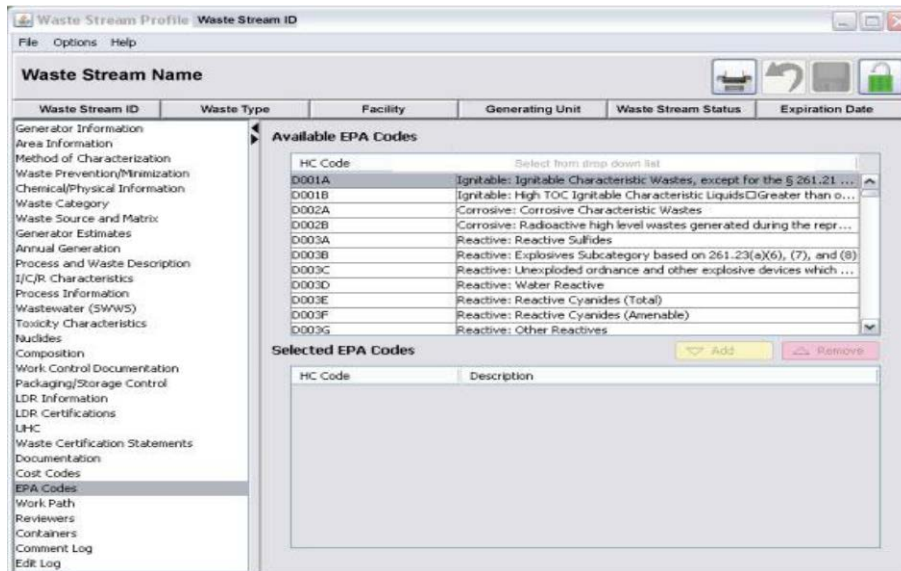 Waste Stream Profile Waste Stream ID
File Options Help
Waste Stream Name
Waste Stream ID Waste Type Facility Generating Unit Waste Stream Status Expiration Date
Generator Information
Area Information
Method of Characterization
Waste Prevention/Minimization
Chemical/Physical Information
Waste Category
Waste Source and Matrix
Generator Estimates
Annual Generation
Process and Waste Description
I/C/R Characteristics
Process Information
Wastewater (SWWS)
Toxicity Characteristics
Nuclides
Composition
Work Control Documentation
Packaging/Storage Control
LDR Information
LDR Certifications
UHC
Waste Certification Statements
Documentation
Cost Codes
EPA Codes
Work Path
Reviewers
Containers
Comment Log
Edit Log
Available EPA Codes
HC Code Select from drop down list
D001A Ignitable: Ignitable Characteristic Wastes, except for the § 261.21 ...
D001B Ignitable: High TOC Ignitable Characteristic Liquids□Greater than o...
D002A Corrosive: Corrosive Characteristic Wastes
D002B Corrosive: Radioactive high level wastes generated during the repr...
D003A Reactive: Reactive Sulfides
D003B Reactive: Explosives Subcategory based on 261.23(a)(6), (7), and (8)
D003C Reactive: Unexploded ordnance and other explosive devices which ...
D003D Reactive: Water Reactive
D003E Reactive: Reactive Cyanides (Total)
D003F Reactive: Reactive Cyanides (Amenable)
D003G Reactive: Other Reactives
Selected EPA Codes Add Remove
HC Code Description